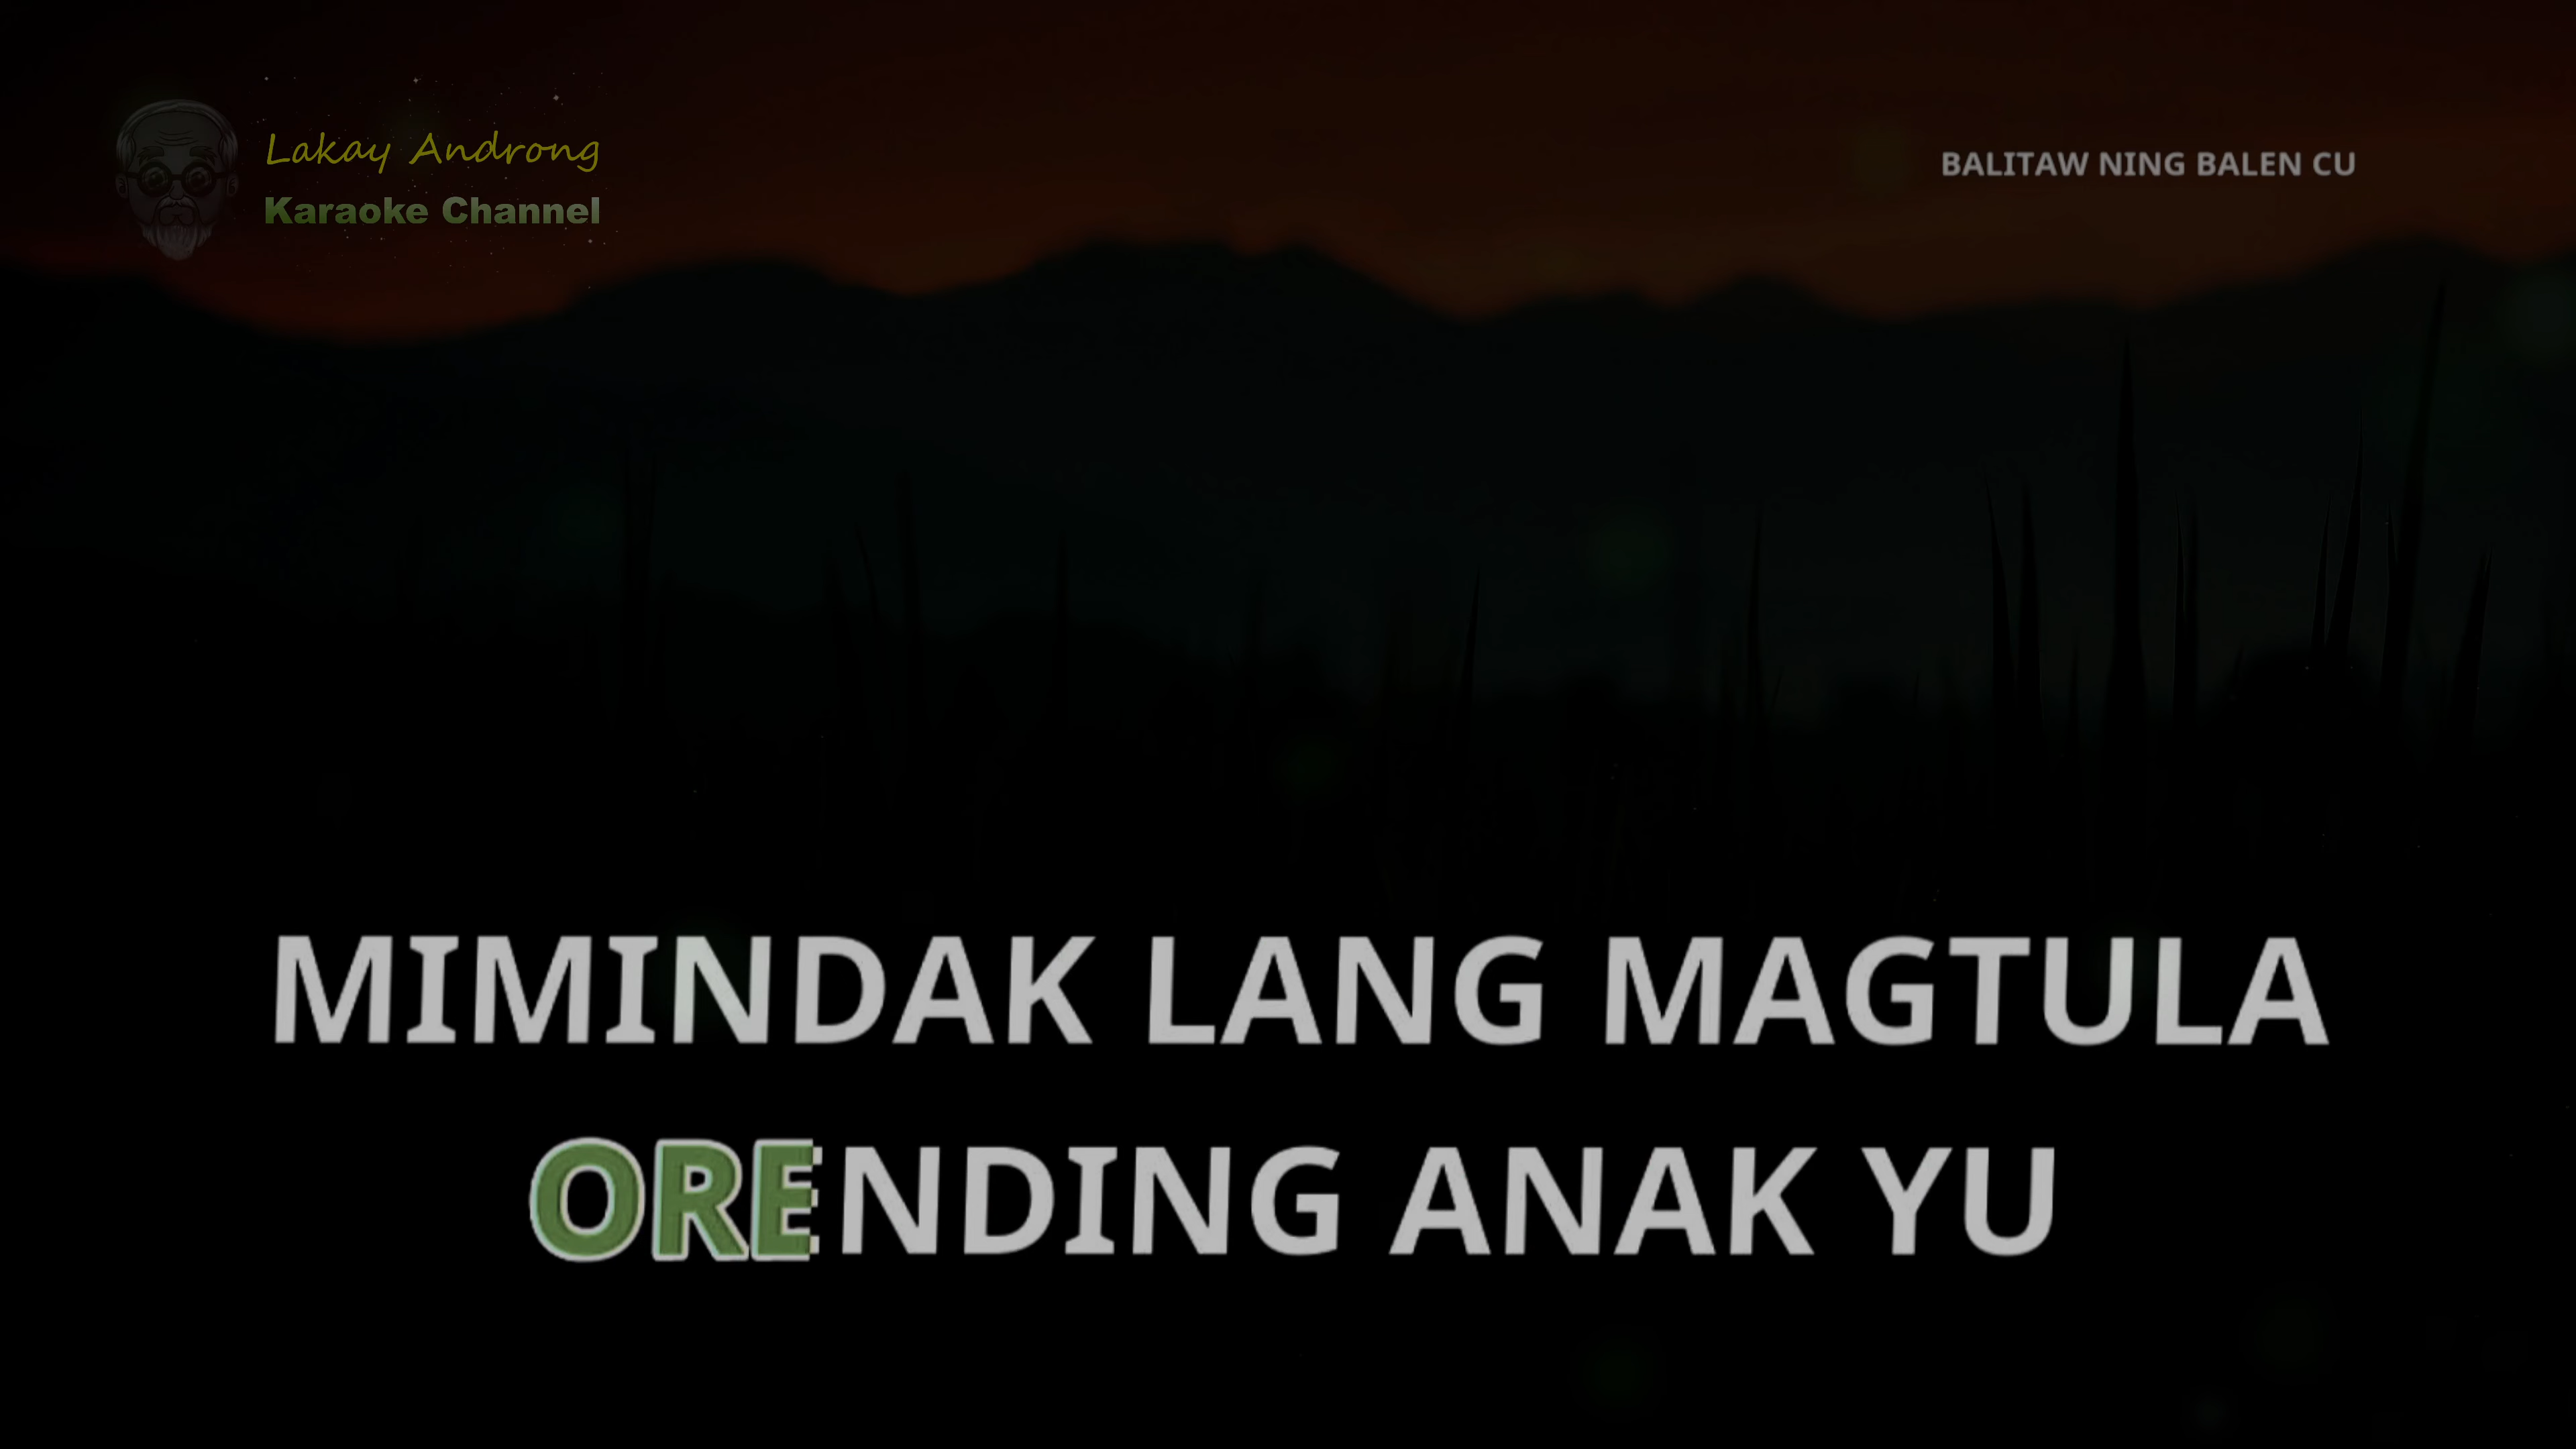 Lakay Androng
Karaoke Channel
BALITAW NING BALEN CU
MIMINDAK LANG MAGTULA
ORENDING ANAK YU